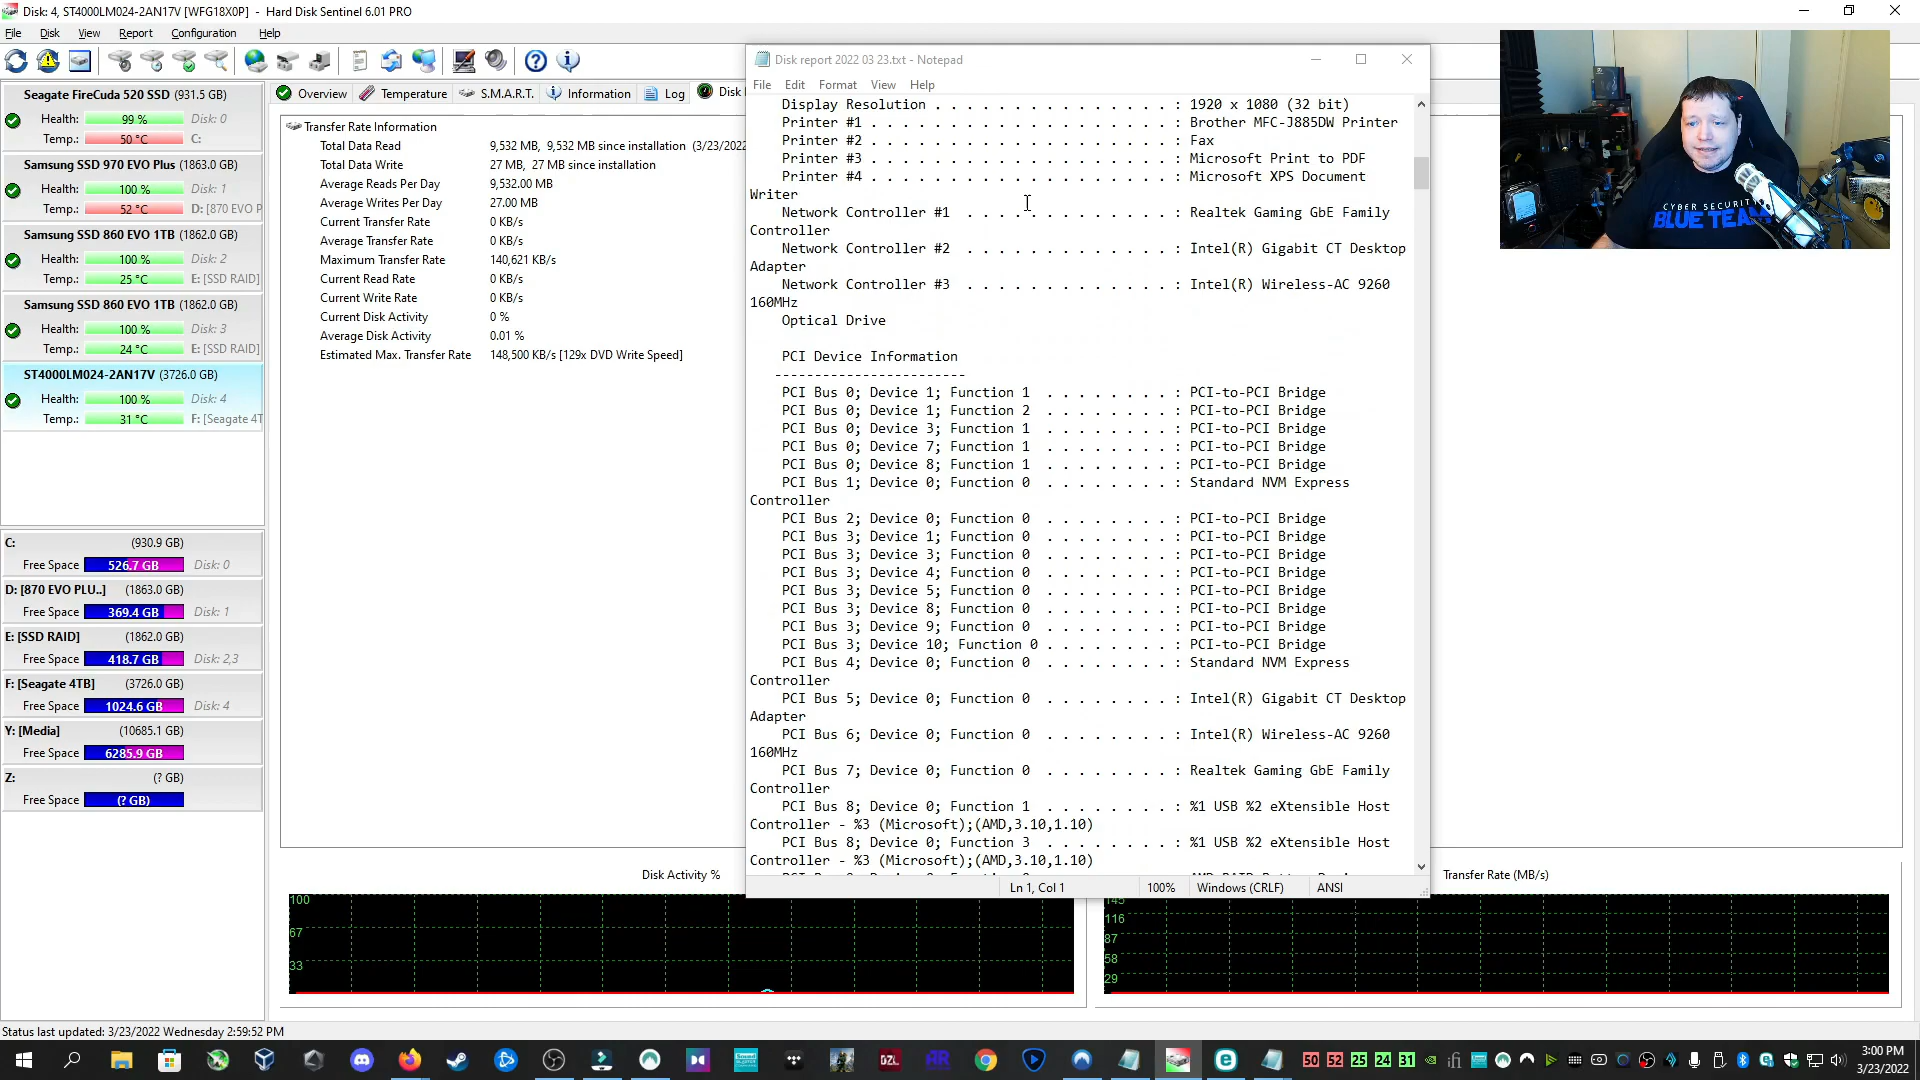 Disk: 4, ST4000LM024-2AN17V [WFG18X0P] - Hard Disk Sentinel 6.01 PRO
File Disk View Report Configuration Help
Seagate FireCuda 520 SSD (931.5 GB)
Health: 99 % Disk: 0
Temp.: 50 °C C:
Samsung SSD 970 EVO Plus (1863.0 GB)
Health: 100 % Disk: 1
Temp.: 52 °C D: [870 EVO P
Samsung SSD 860 EVO 1TB (1862.0 GB)
Health: 100 % Disk: 2
Temp.: 25 °C E: [SSD RAID]
Samsung SSD 860 EVO 1TB (1862.0 GB)
Health: 100 % Disk: 3
Temp.: 24 °C E: [SSD RAID]
ST4000LM024-2AN17V (3726.0 GB)
Health: 100 % Disk: 4
Temp.: 31 °C F: [Seagate 4T
C: (930.9 GB)
Free Space 526.7 GB Disk: 0
D: [870 EVO PLU..] (1863.0 GB)
Free Space 369.4 GB Disk: 1
E: [SSD RAID] (1862.0 GB)
Free Space 418.7 GB Disk: 2,3
F: [Seagate 4TB] (3726.0 GB)
Free Space 1024.6 GB Disk: 4
Y: [Media] (10685.1 GB)
Free Space 6285.9 GB
Z: (? GB)
Free Space (? GB)
Overview Temperature S.M.A.R.T. Information Log Disk
Transfer Rate Information
Total Data Read 9,532 MB, 9,532 MB since installation (3/23/2022
Total Data Write 27 MB, 27 MB since installation
Average Reads Per Day 9,532.00 MB
Average Writes Per Day 27.00 MB
Current Transfer Rate 0 KB/s
Average Transfer Rate 0 KB/s
Maximum Transfer Rate 140,621 KB/s
Current Read Rate 0 KB/s
Current Write Rate 0 KB/s
Current Disk Activity 0 %
Average Disk Activity 0.01 %
Estimated Max. Transfer Rate 148,500 KB/s [129x DVD Write Speed]
Disk report 2022 03 23.txt - Notepad
File Edit Format View Help
Display Resolution . . . . . . . . . . . . . . . : 1920 x 1080 (32 bit)
Printer #1 . . . . . . . . . . . . . . . . . . . : Brother MFC-J885DW Printer
Printer #2 . . . . . . . . . . . . . . . . . . . : Fax
Printer #3 . . . . . . . . . . . . . . . . . . . : Microsoft Print to PDF
Printer #4 . . . . . . . . . . . . . . . . . . . : Microsoft XPS Document
Writer
Network Controller #1 . . . . . . . . . . . . . : Realtek Gaming GbE Family
Controller
Network Controller #2 . . . . . . . . . . . . . : Intel(R) Gigabit CT Desktop
Adapter
Network Controller #3 . . . . . . . . . . . . . : Intel(R) Wireless-AC 9260
160MHz
Optical Drive
PCI Device Information
------------------------
PCI Bus 0; Device 1; Function 1 . . . . . . . . : PCI-to-PCI Bridge
PCI Bus 0; Device 1; Function 2 . . . . . . . . : PCI-to-PCI Bridge
PCI Bus 0; Device 3; Function 1 . . . . . . . . : PCI-to-PCI Bridge
PCI Bus 0; Device 7; Function 1 . . . . . . . . : PCI-to-PCI Bridge
PCI Bus 0; Device 8; Function 1 . . . . . . . . : PCI-to-PCI Bridge
PCI Bus 1; Device 0; Function 0 . . . . . . . . : Standard NVM Express
Controller
PCI Bus 2; Device 0; Function 0 . . . . . . . . : PCI-to-PCI Bridge
PCI Bus 3; Device 1; Function 0 . . . . . . . . : PCI-to-PCI Bridge
PCI Bus 3; Device 3; Function 0 . . . . . . . . : PCI-to-PCI Bridge
PCI Bus 3; Device 4; Function 0 . . . . . . . . : PCI-to-PCI Bridge
PCI Bus 3; Device 5; Function 0 . . . . . . . . : PCI-to-PCI Bridge
PCI Bus 3; Device 8; Function 0 . . . . . . . . : PCI-to-PCI Bridge
PCI Bus 3; Device 9; Function 0 . . . . . . . . : PCI-to-PCI Bridge
PCI Bus 3; Device 10; Function 0 . . . . . . . . : PCI-to-PCI Bridge
PCI Bus 4; Device 0; Function 0 . . . . . . . . : Standard NVM Express
Controller
PCI Bus 5; Device 0; Function 0 . . . . . . . . : Intel(R) Gigabit CT Desktop
Adapter
PCI Bus 6; Device 0; Function 0 . . . . . . . . : Intel(R) Wireless-AC 9260
160MHz
PCI Bus 7; Device 0; Function 0 . . . . . . . . : Realtek Gaming GbE Family
Controller
PCI Bus 8; Device 0; Function 1 . . . . . . . . : %1 USB %2 eXtensible Host
Controller - %3 (Microsoft);(AMD,3.10,1.10)
PCI Bus 8; Device 0; Function 3 . . . . . . . . : %1 USB %2 eXtensible Host
Controller - %3 (Microsoft);(AMD,3.10,1.10)
Ln 1, Col 1 100% Windows (CRLF) ANSI
CYBER SECURITY
BLUE TEAM
Disk Activity %
100
67
33
Transfer Rate (MB/s)
145
116
87
58
29
Status last updated: 3/23/2022 Wednesday 2:59:52 PM
50 52 25 24 31
3:00 PM
3/23/2022